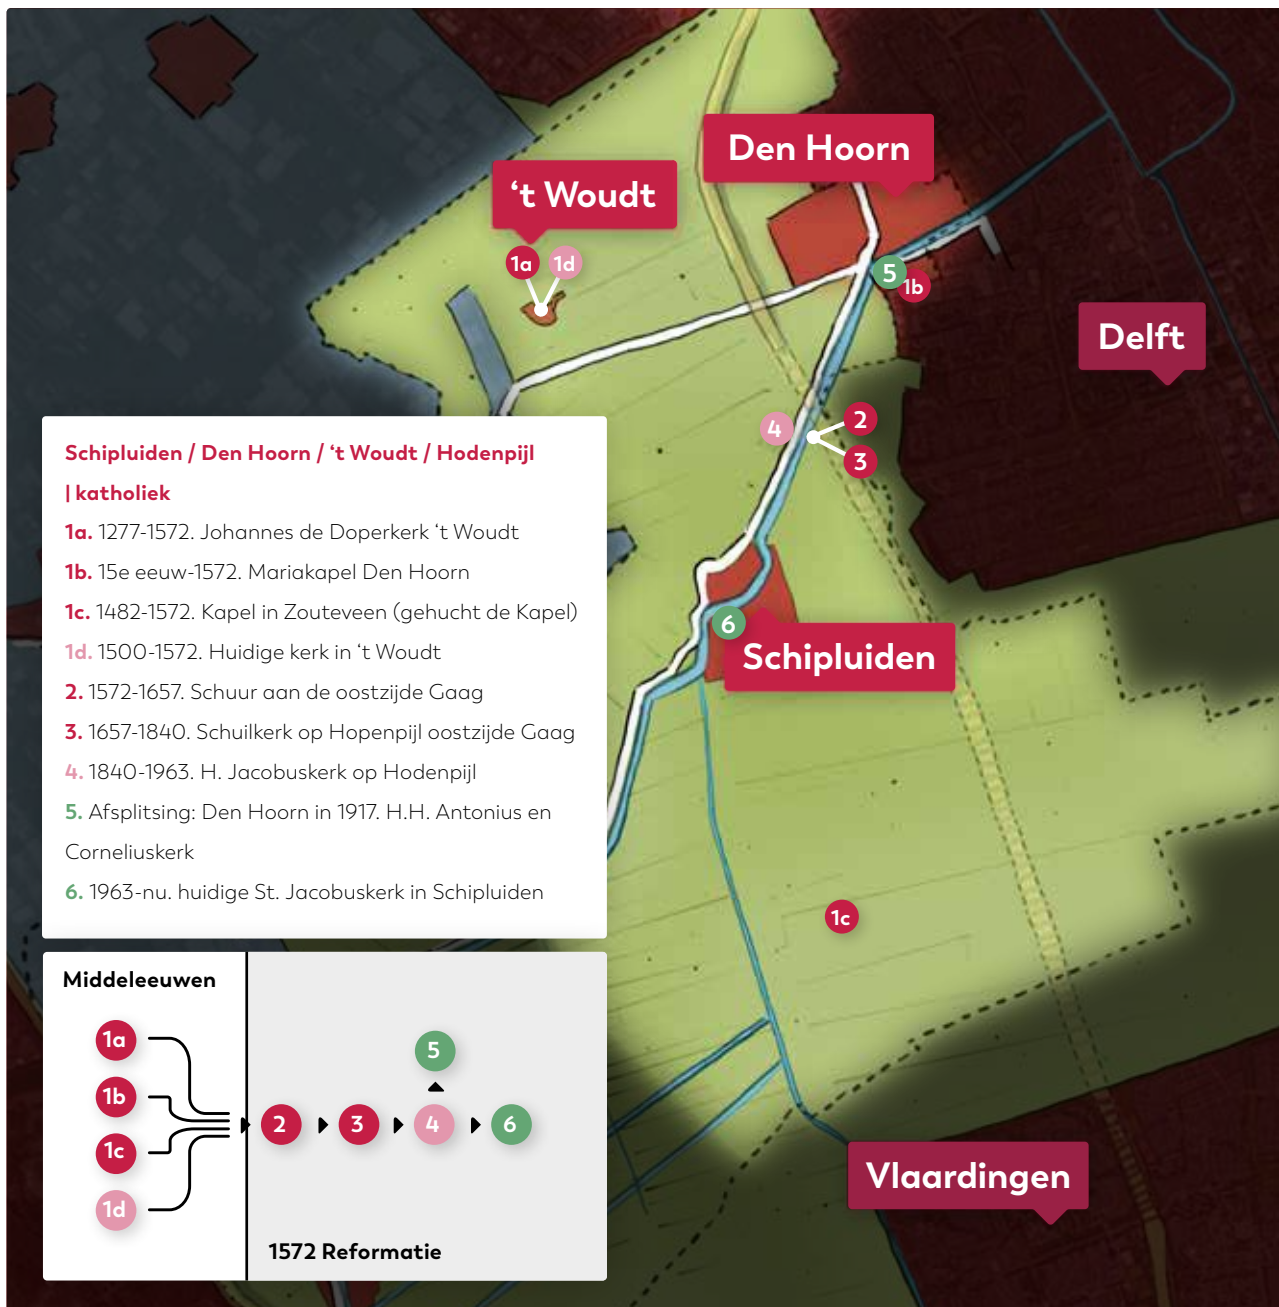 Den Hoorn
‘t Woudt
1a
1d
5
1b
Delft
4
2
3
Schipluiden / Den Hoorn / ‘t Woudt / Hodenpijl
| katholiek
1a. 1277-1572. Johannes de Doperkerk ‘t Woudt
1b. 15e eeuw-1572. Mariakapel Den Hoorn
1c. 1482-1572. Kapel in Zouteveen (gehucht de Kapel)
1d. 1500-1572. Huidige kerk in ‘t Woudt
2. 1572-1657. Schuur aan de oostzijde Gaag
3. 1657-1840. Schuilkerk op Hopenpijl oostzijde Gaag
4. 1840-1963. H. Jacobuskerk op Hodenpijl
5. Afsplitsing: Den Hoorn in 1917. H.H. Antonius en
Corneliuskerk
6. 1963-nu. huidige St. Jacobuskerk in Schipluiden
6
Schipluiden
1c
Middeleeuwen
1a
1b
1c
1d
2
3
4
5
6
1572 Reformatie
Vlaardingen